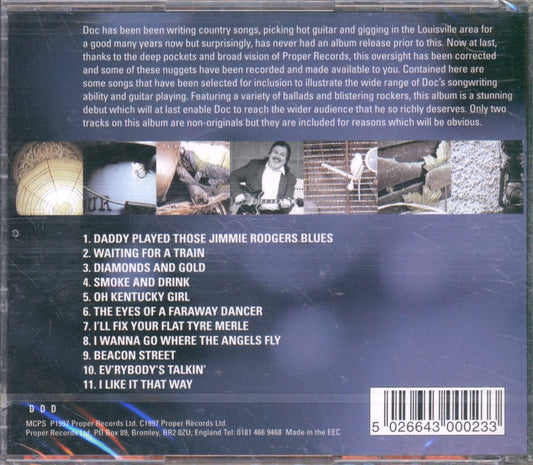 Doc has been been writing country songs, picking hot guitar and gigging in the Louisville area for
a good many years now but surprisingly, has never had an album release prior to this. Now at last,
thanks to the deep pockets and broad vision of Proper Records, this oversight has been corrected
and some of these nuggets have been recorded and made available to you. Contained here are
some songs that have been selected for inclusion to illustrate the wide range of Doc's songwriting
ability and guitar playing. Featuring a variety of ballads and blistering rockers, this album is a stunning
debut which will at last enable Doc to reach the wider audience that he so richly deserves. Only two
tracks on this album are non-originals but they are included for reasons which will be obvious.
1. DADDY PLAYED THOSE JIMMIE RODGERS BLUES
2. WAITING FOR A TRAIN
3. DIAMONDS AND GOLD
4. SMOKE AND DRINK
5. OH KENTUCKY GIRL
6. THE EYES OF A FARAWAY DANCER
7. I'LL FIX YOUR FLAT TYRE MERLE
8. I WANNA GO WHERE THE ANGELS FLY
9. BEACON STREET
10. EV'RYBODY'S TALKIN'
11. I LIKE IT THAT WAY
D D D
MCPS P1997 Proper Records Ltd. C1997 Proper Records Ltd.
Proper Records Ltd, PO Box 89, Bromley, BR2 0ZU, England Tel: 0181 466 9468 Made in the EEC
5 026643 000233